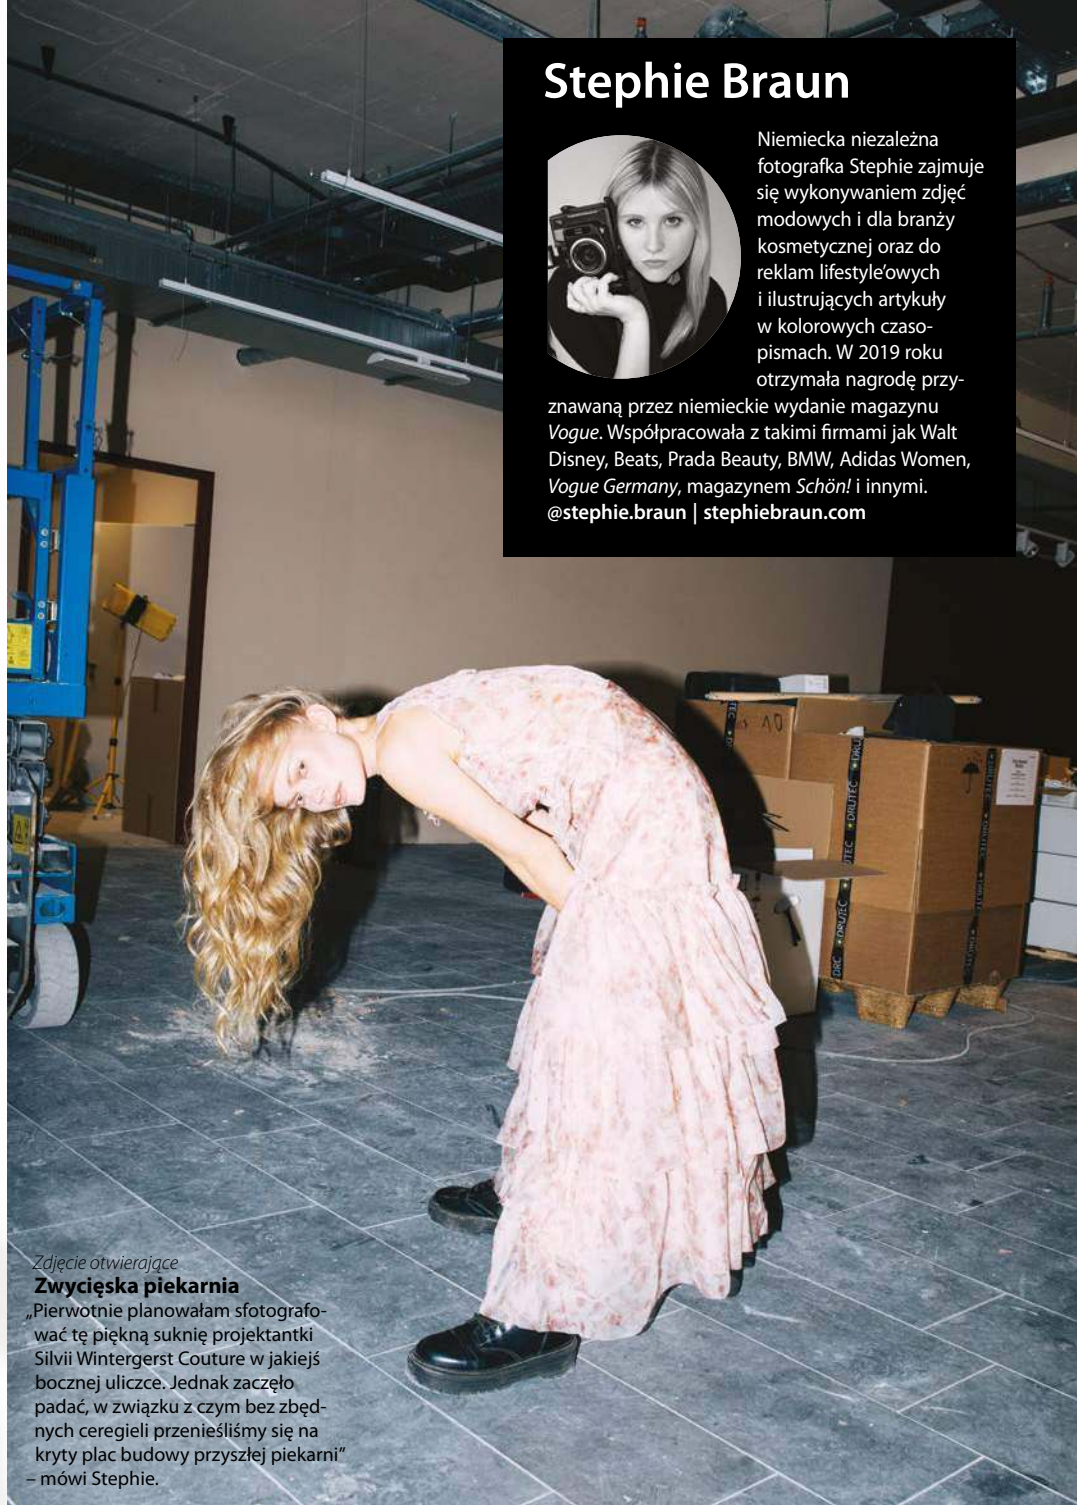 Stephie Braun
Niemiecka niezależna
fotografka Stephie zajmuje
się wykonywaniem zdjęć
modowych i dla branży
kosmetycznej oraz do
reklam lifestyle’owych
i ilustrujących artykuły
w kolorowych czaso-
pismach. W 2019 roku
otrzymała nagrodę przy-
znawaną przez niemieckie wydanie magazynu
Vogue. Współpracowała z takimi firmami jak Walt
Disney, Beats, Prada Beauty, BMW, Adidas Women,
Vogue Germany, magazynem Schön! i innymi.
@stephie.braun | stephiebraun.com
10
DRUTEC
DRUTEC
DRUTEC
Zdjęcie otwierające
Zwycięska piekarnia
„Pierwotnie planowałam sfotografo-
wać tę piękną suknię projektantki
Silvii Wintergerst Couture w jakiejś
bocznej uliczce. Jednak zaczęło
padać, w związku z czym bez zbęd-
nych ceregieli przenieśliśmy się na
kryty plac budowy przyszłej piekarni”
– mówi Stephie.